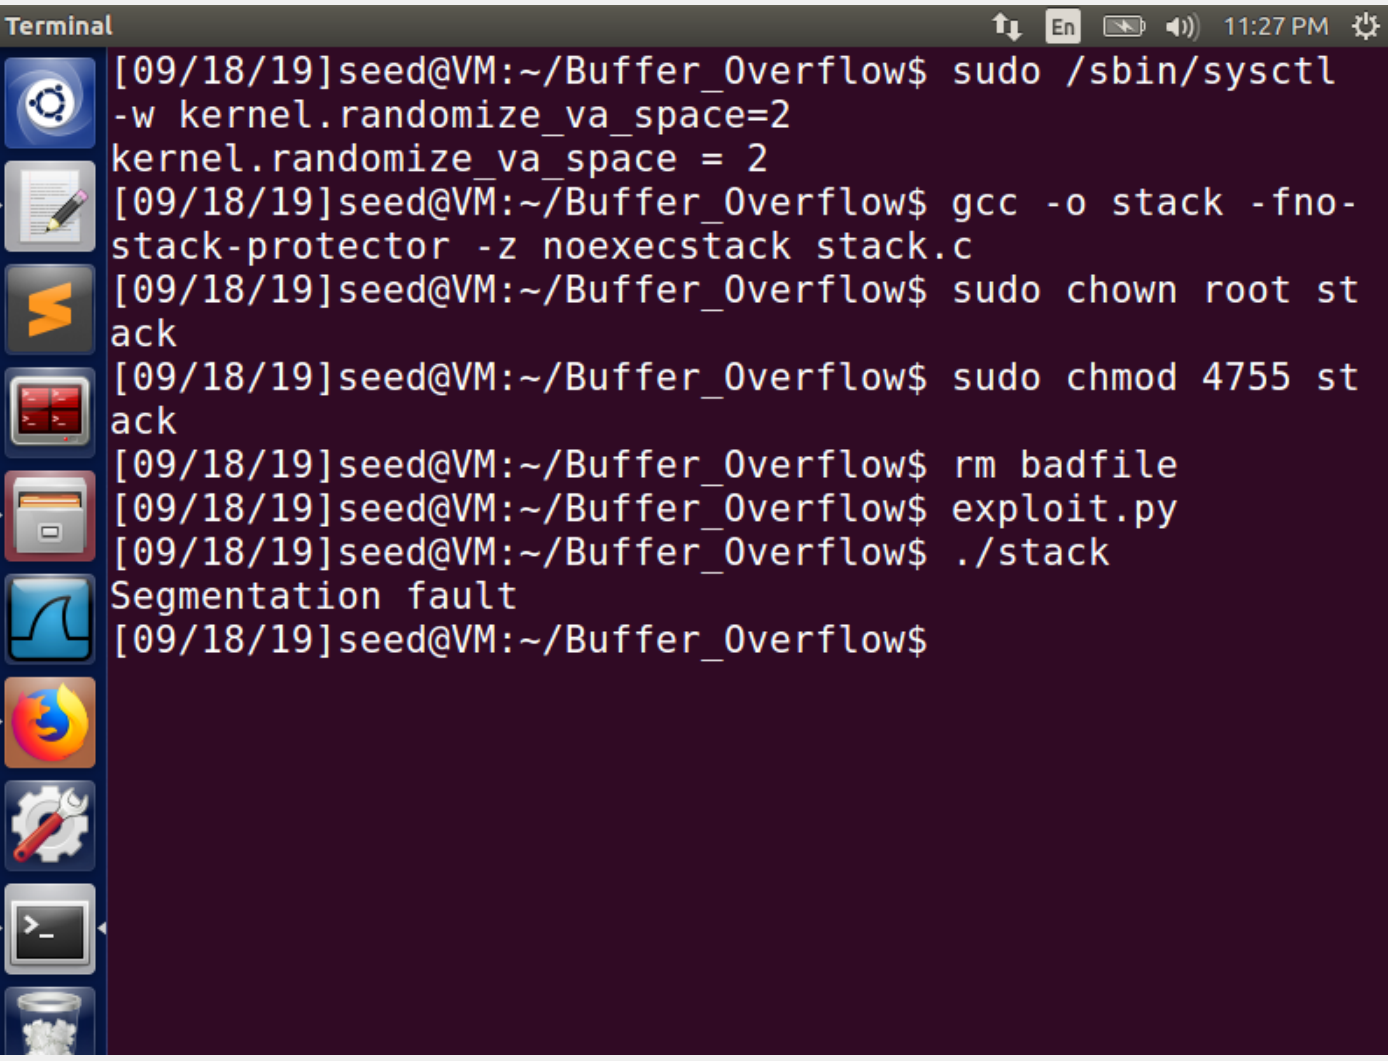 Terminal
En
11:27 PM
[09/18/19]seed@VM:~/Buffer_Overflow$ sudo /sbin/sysctl
-w kernel.randomize_va_space=2
kernel.randomize_va_space = 2
[09/18/19]seed@VM:~/Buffer_Overflow$ gcc -o stack -fno-
stack-protector -z noexecstack stack.c
[09/18/19]seed@VM:~/Buffer_Overflow$ sudo chown root st
ack
[09/18/19]seed@VM:~/Buffer_Overflow$ sudo chmod 4755 st
ack
[09/18/19]seed@VM:~/Buffer_Overflow$ rm badfile
[09/18/19]seed@VM:~/Buffer_Overflow$ exploit.py
[09/18/19]seed@VM:~/Buffer_Overflow$ ./stack
Segmentation fault
[09/18/19]seed@VM:~/Buffer_Overflow$